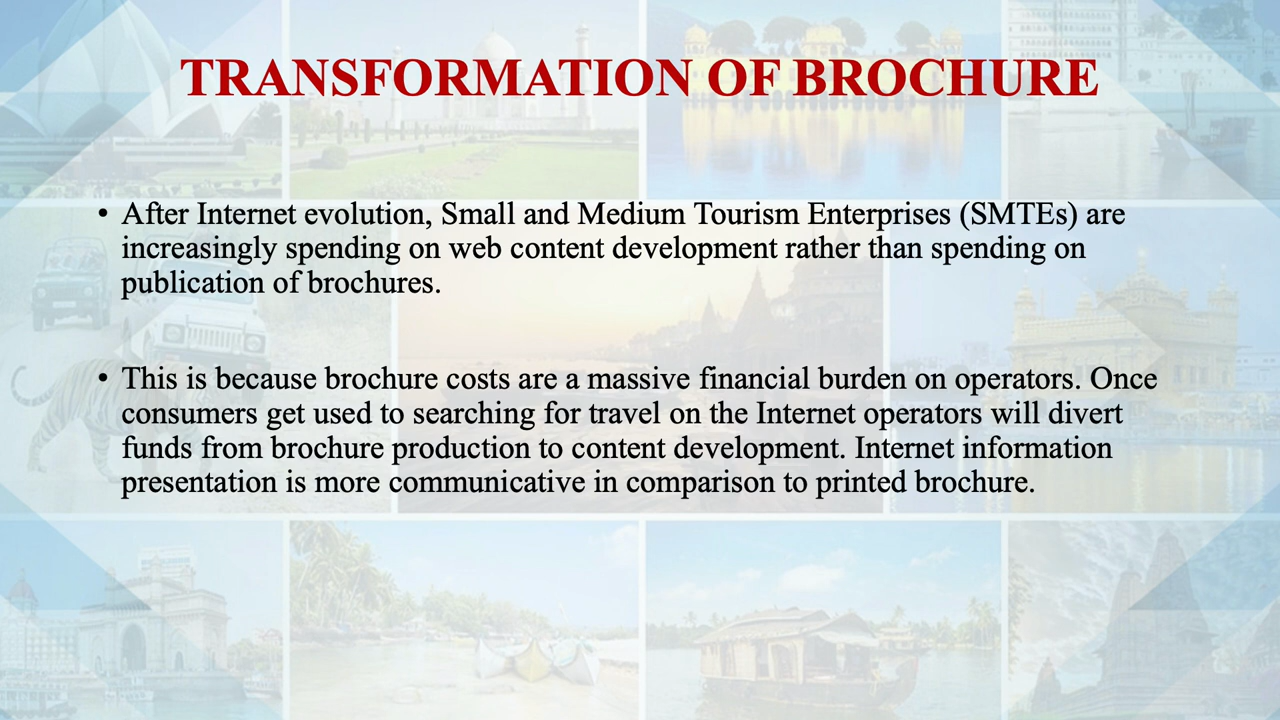 TRANSFORMATION OF BROCHURE
• After Internet evolution, Small and Medium Tourism Enterprises (SMTEs) are
increasingly spending on web content development rather than spending on
publication of brochures.
• This is because brochure costs are a massive financial burden on operators. Once
consumers get used to searching for travel on the Internet operators will divert
funds from brochure production to content development. Internet information
presentation is more communicative in comparison to printed brochure.